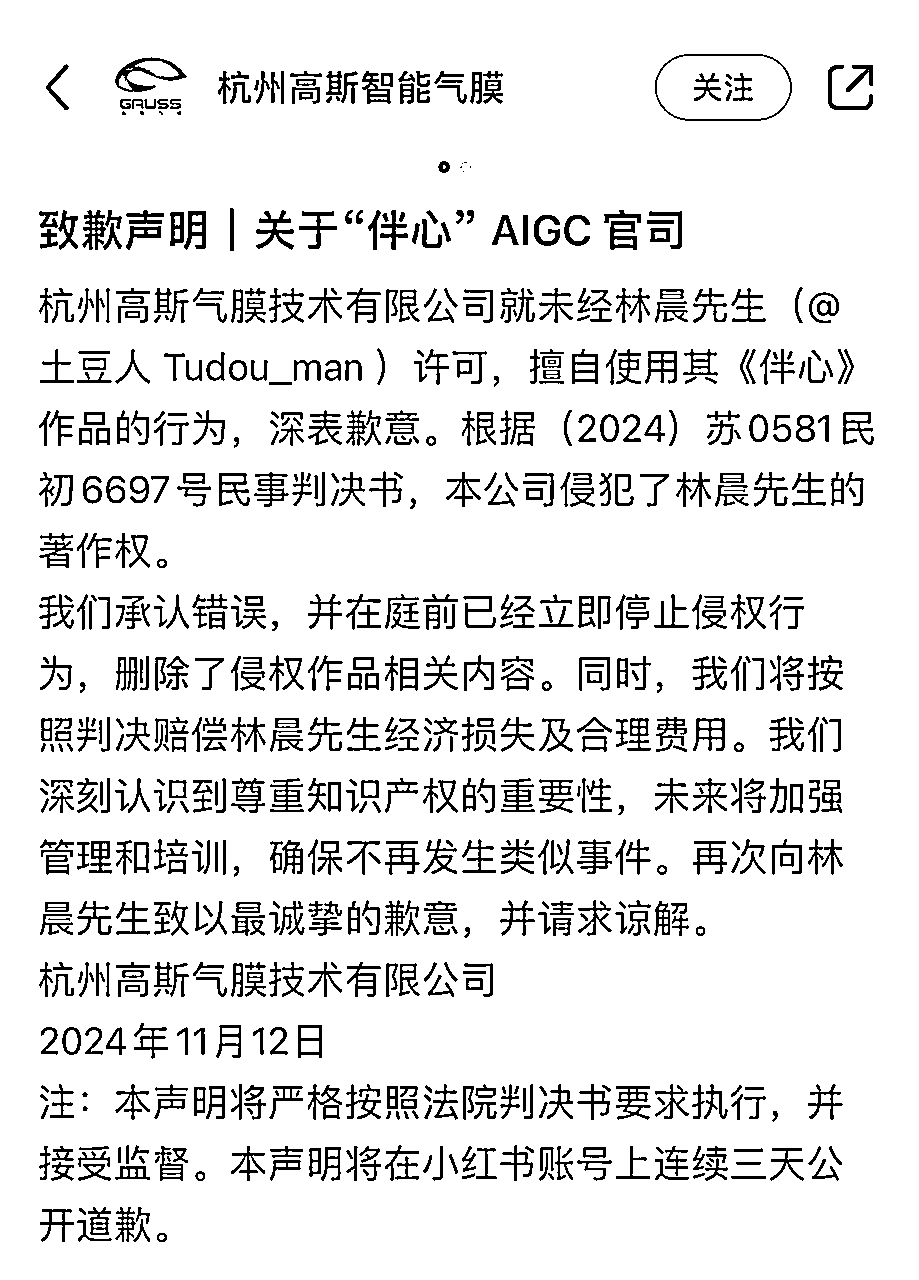 GAUSS
杭州高斯智能气膜
关注
致歉声明｜关于“伴心” AIGC 官司
杭州高斯气膜技术有限公司就未经林晨先生（@
土豆人 Tudou_man ）许可，擅自使用其《伴心》
作品的行为，深表歉意。根据（2024）苏0581民
初6697号民事判决书，本公司侵犯了林晨先生的
著作权。
我们承认错误，并在庭前已经立即停止侵权行
为，删除了侵权作品相关内容。同时，我们将按
照判决赔偿林晨先生经济损失及合理费用。我们
深刻认识到尊重知识产权的重要性，未来将加强
管理和培训，确保不再发生类似事件。再次向林
晨先生致以最诚挚的歉意，并请求谅解。
杭州高斯气膜技术有限公司
2024年11月12日
注：本声明将严格按照法院判决书要求执行，并
接受监督。本声明将在小红书账号上连续三天公
开道歉。